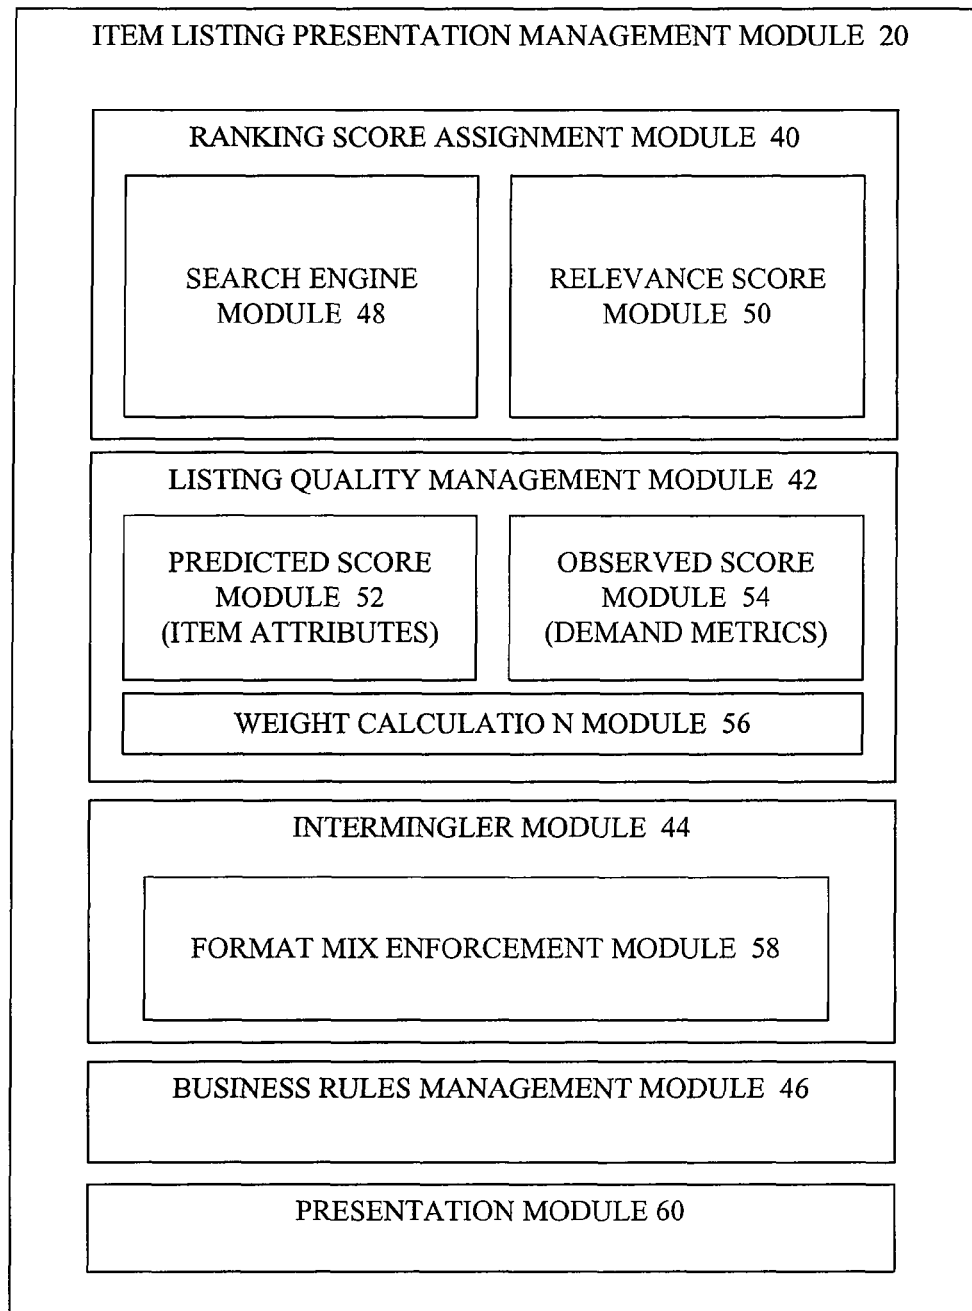 ITEM LISTING PRESENTATION MANAGEMENT MODULE 20
RANKING SCORE ASSIGNMENT MODULE 40
SEARCH ENGINE
MODULE 48
RELEVANCE SCORE
MODULE 50
LISTING QUALITY MANAGEMENT MODULE 42
PREDICTED SCORE
MODULE 52
(ITEM ATTRIBUTES)
OBSERVED SCORE
MODULE 54
(DEMAND METRICS)
WEIGHT CALCULATIO N MODULE 56
INTERMINGLER MODULE 44
FORMAT MIX ENFORCEMENT MODULE 58
BUSINESS RULES MANAGEMENT MODULE 46
PRESENTATION MODULE 60